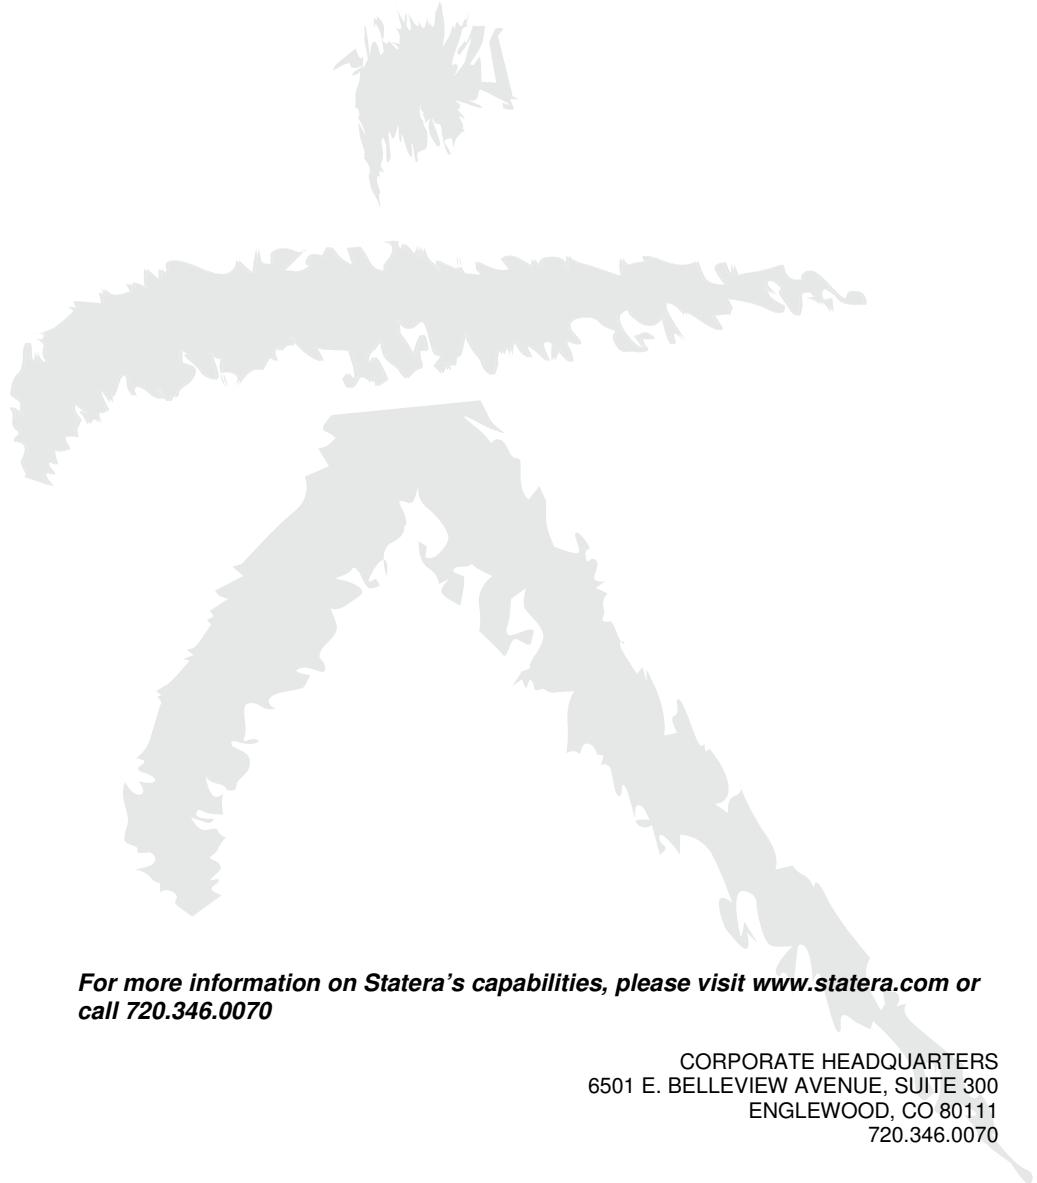 For more information on Statera’s capabilities, please visit www.statera.com or
call 720.346.0070
CORPORATE HEADQUARTERS
6501 E. BELLEVIEW AVENUE, SUITE 300
ENGLEWOOD, CO 80111
720.346.0070